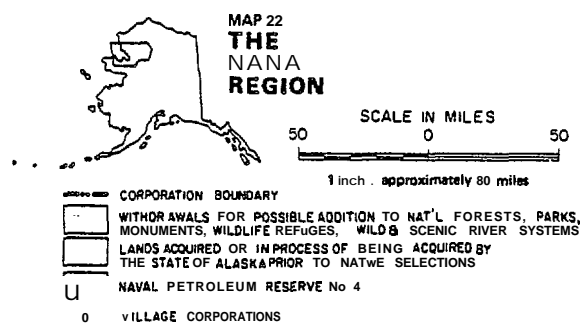 MAP 22
THE
NANA
REGION
SCALE IN MILES
50 0 50
1 inch . approximately 80 miles
CORPORATION BOUNDARY
WITHDRAWALS FOR POSSIBLE ADDITION TO NAT'L FORESTS, PARKS,
MONUMENTS, WILDLIFE REFuGES, WILD & SCENIC RIVER SYSTEMS
LANDS ACQUIRED OR IN PROCESS OF BEING ACQUIRED BY
THE STATE OF ALASKA PRIOR TO NATwE SELECTIONS
u NAVAL PETROLEUM RESERVE No 4
0 vILLAGE CORPORATIONS